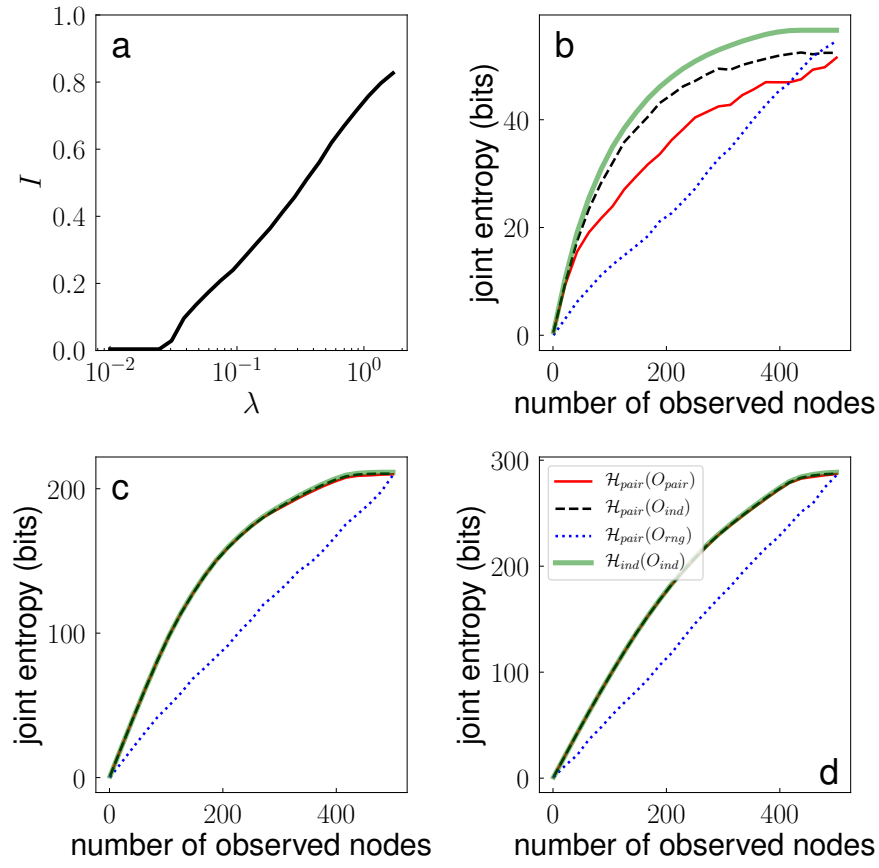 a
I
1.0
0.8
0.6
0.4
0.2
0.0
10⁻² 10⁻¹ 10⁰
λ
b
joint entropy (bits)
40
20
0
0 200 400
number of observed nodes
c
joint entropy (bits)
200
100
0
0 200 400
number of observed nodes
d
joint entropy (bits)
300
200
100
0
0 200 400
number of observed nodes
ℋ_pair(O_pair)
ℋ_pair(O_ind)
ℋ_pair(O_rng)
ℋ_ind(O_ind)